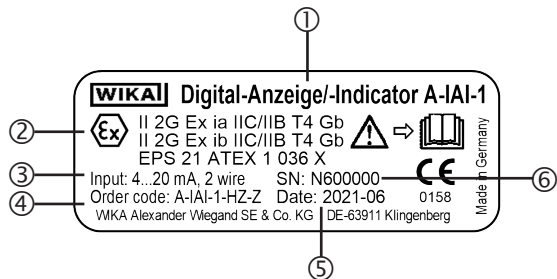 ①
WIKA Digital-Anzeige/-Indicator A-IAI-1
② Ex II 2G Ex ia IIC/IIB T4 Gb
II 2G Ex ib IIC/IIB T4 Gb
EPS 21 ATEX 1 036 X
③ Input: 4...20 mA, 2 wire SN: N600000 ⑥
CE 0158
④ Order code: A-IAI-1-HZ-Z Date: 2021-06
WIKA Alexander Wiegand SE & Co. KG DE-63911 Klingenberg
Made in Germany
⑤